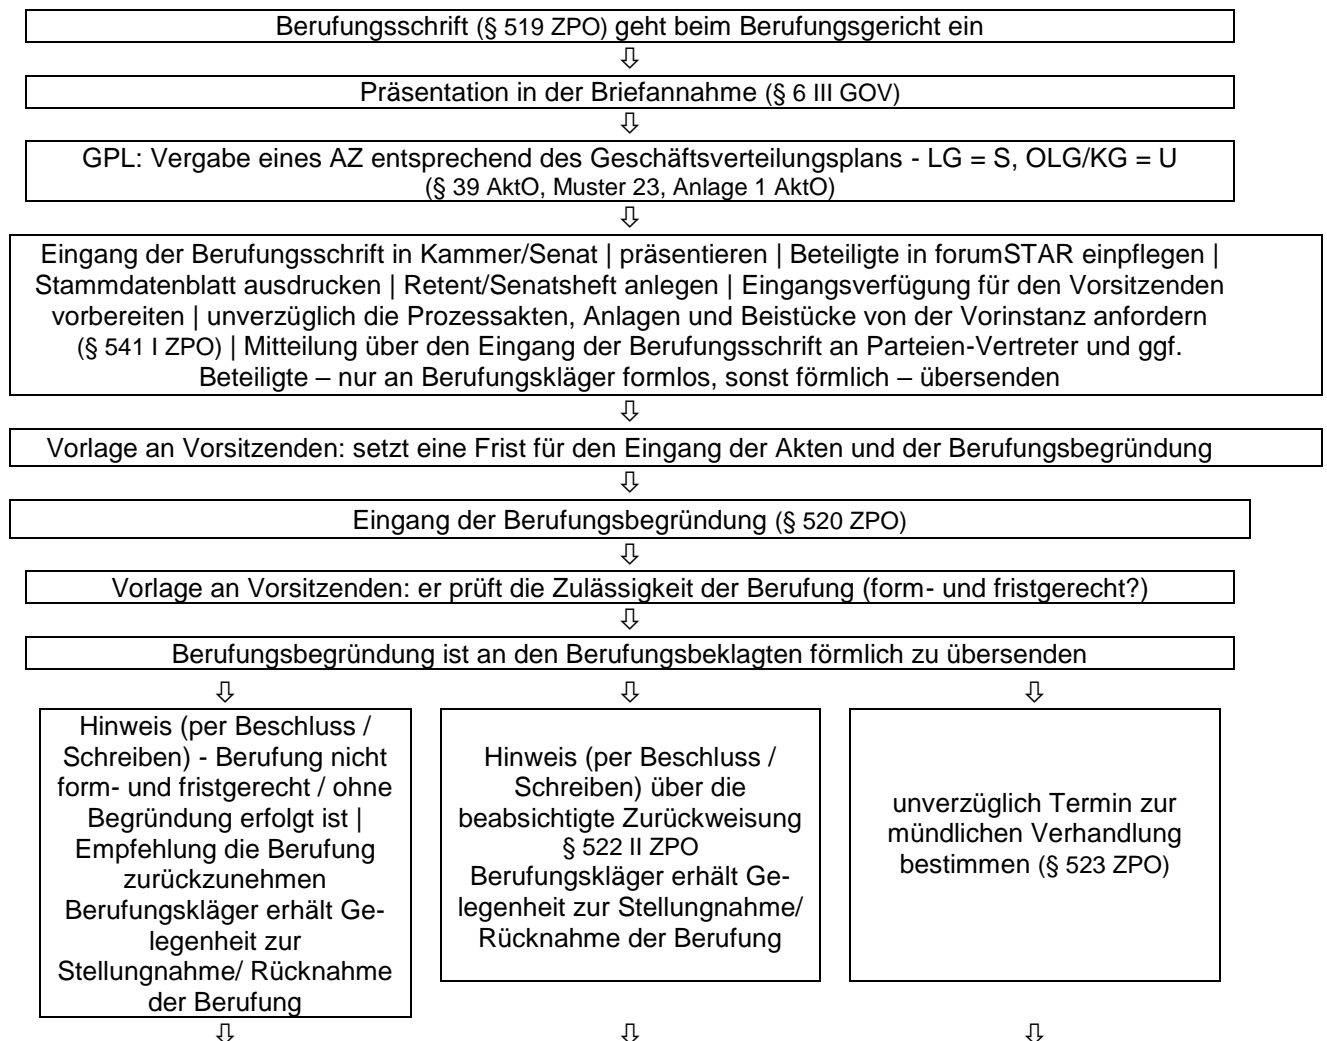 Berufungsschrift (§ 519 ZPO) geht beim Berufungsgericht ein
⇩
Präsentation in der Briefannahme (§ 6 III GOV)
⇩
GPL: Vergabe eines AZ entsprechend des Geschäftsverteilungsplans - LG = S, OLG/KG = U
(§ 39 AktO, Muster 23, Anlage 1 AktO)
⇩
Eingang der Berufungsschrift in Kammer/Senat | präsentieren | Beteiligte in forumSTAR einpflegen |
Stammdatenblatt ausdrucken | Retent/Senatsheft anlegen | Eingangsverfügung für den Vorsitzenden
vorbereiten | unverzüglich die Prozessakten, Anlagen und Beistücke von der Vorinstanz anfordern
(§ 541 I ZPO) | Mitteilung über den Eingang der Berufungsschrift an Parteien-Vertreter und ggf.
Beteiligte – nur an Berufungskläger formlos, sonst förmlich – übersenden
⇩
Vorlage an Vorsitzenden: setzt eine Frist für den Eingang der Akten und der Berufungsbegründung
⇩
Eingang der Berufungsbegründung (§ 520 ZPO)
⇩
Vorlage an Vorsitzenden: er prüft die Zulässigkeit der Berufung (form- und fristgerecht?)
⇩
Berufungsbegründung ist an den Berufungsbeklagten förmlich zu übersenden
⇩ ⇩ ⇩
Hinweis (per Beschluss /
Schreiben) - Berufung nicht
form- und fristgerecht / ohne
Begründung erfolgt ist |
Empfehlung die Berufung
zurückzunehmen
Berufungskläger erhält Ge-
legenheit zur
Stellungnahme/ Rücknahme
der Berufung
Hinweis (per Beschluss /
Schreiben) über die
beabsichtigte Zurückweisung
§ 522 II ZPO
Berufungskläger erhält Ge-
legenheit zur Stellungnahme/
Rücknahme der Berufung
unverzüglich Termin zur
mündlichen Verhandlung
bestimmen (§ 523 ZPO)
⇩ ⇩ ⇩